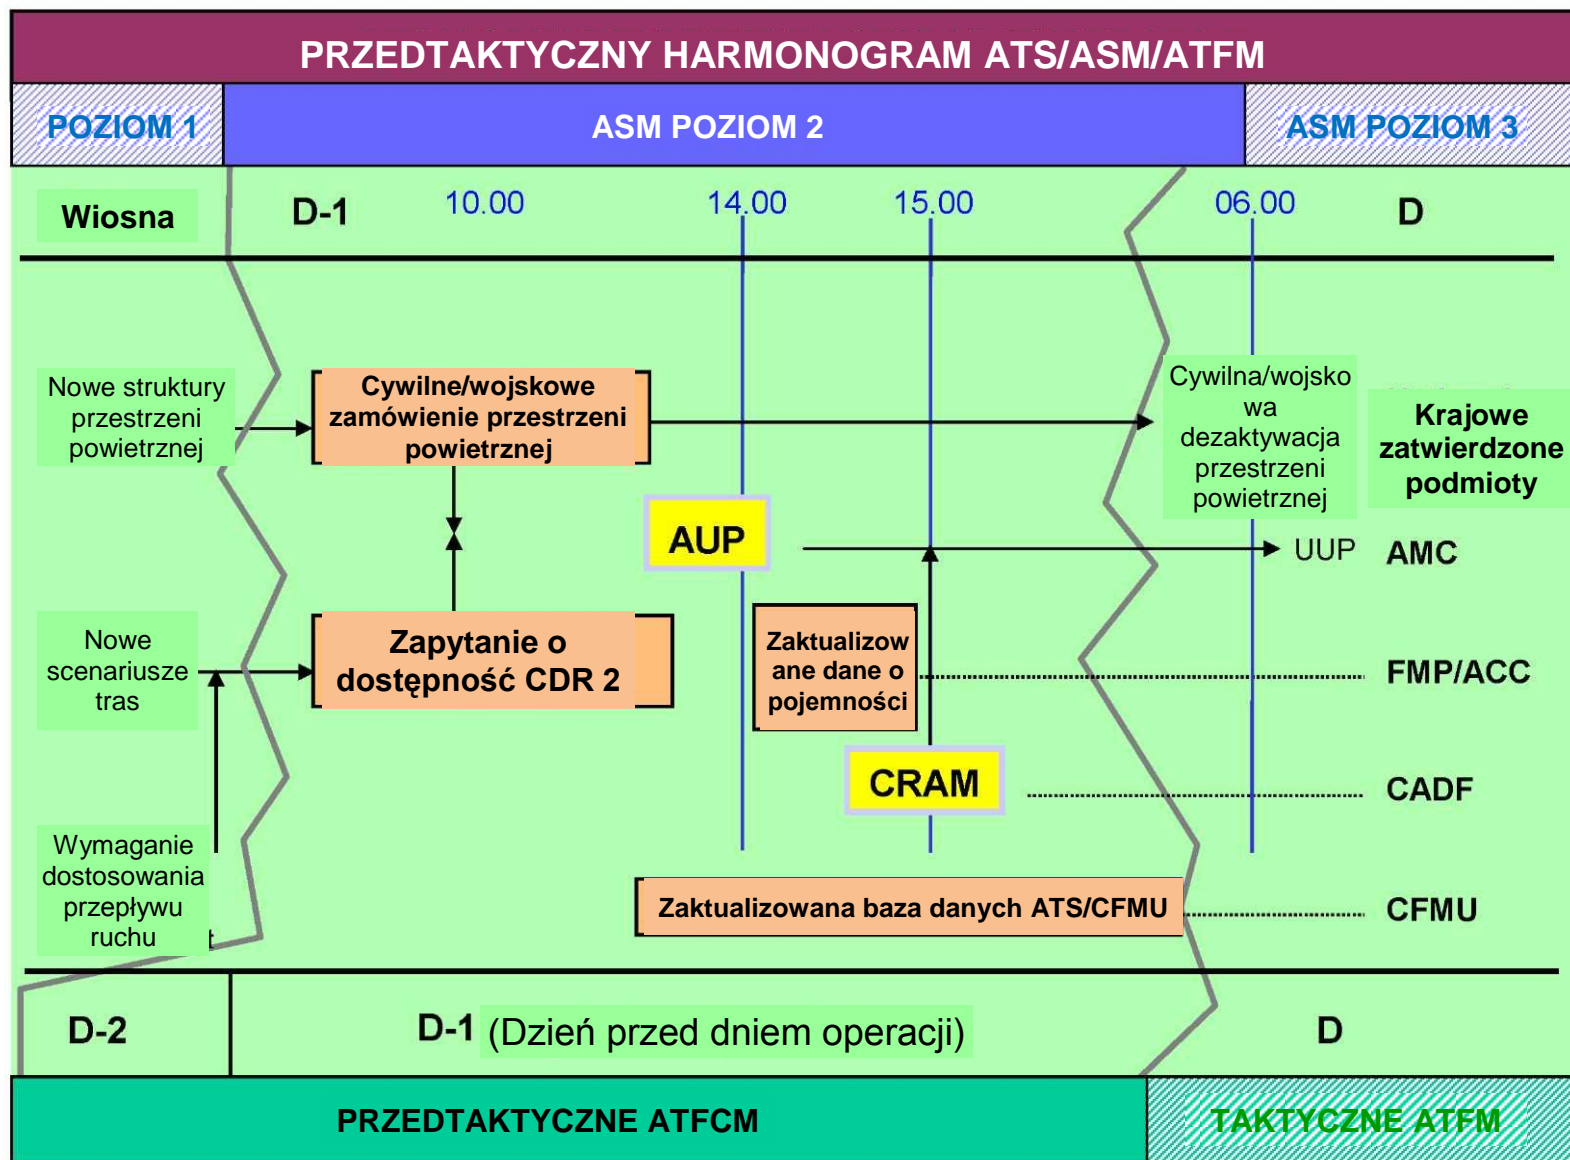 PRZEDTAKTYCZNY HARMONOGRAM ATS/ASM/ATFM
POZIOM 1
ASM POZIOM 2
ASM POZIOM 3
Wiosna
D-1
10.00
14.00
15.00
06.00
D
Nowe struktury
przestrzeni
powietrznej
Cywilne/wojskowe
zamówienie przestrzeni
powietrznej
Cywilna/wojsko
wa
dezaktywacja
przestrzeni
powietrznej
Krajowe
zatwierdzone
podmioty
AUP
UUP
AMC
Nowe
scenariusze
tras
Zapytanie o
dostępność CDR 2
Zaktualizow
ane dane o
pojemności
FMP/ACC
CRAM
CADF
Wymaganie
dostosowania
przepływu
ruchu
Zaktualizowana baza danych ATS/CFMU
CFMU
D-2
D-1 (Dzień przed dniem operacji)
D
PRZEDTAKTYCZNE ATFCM
TAKTYCZNE ATFM